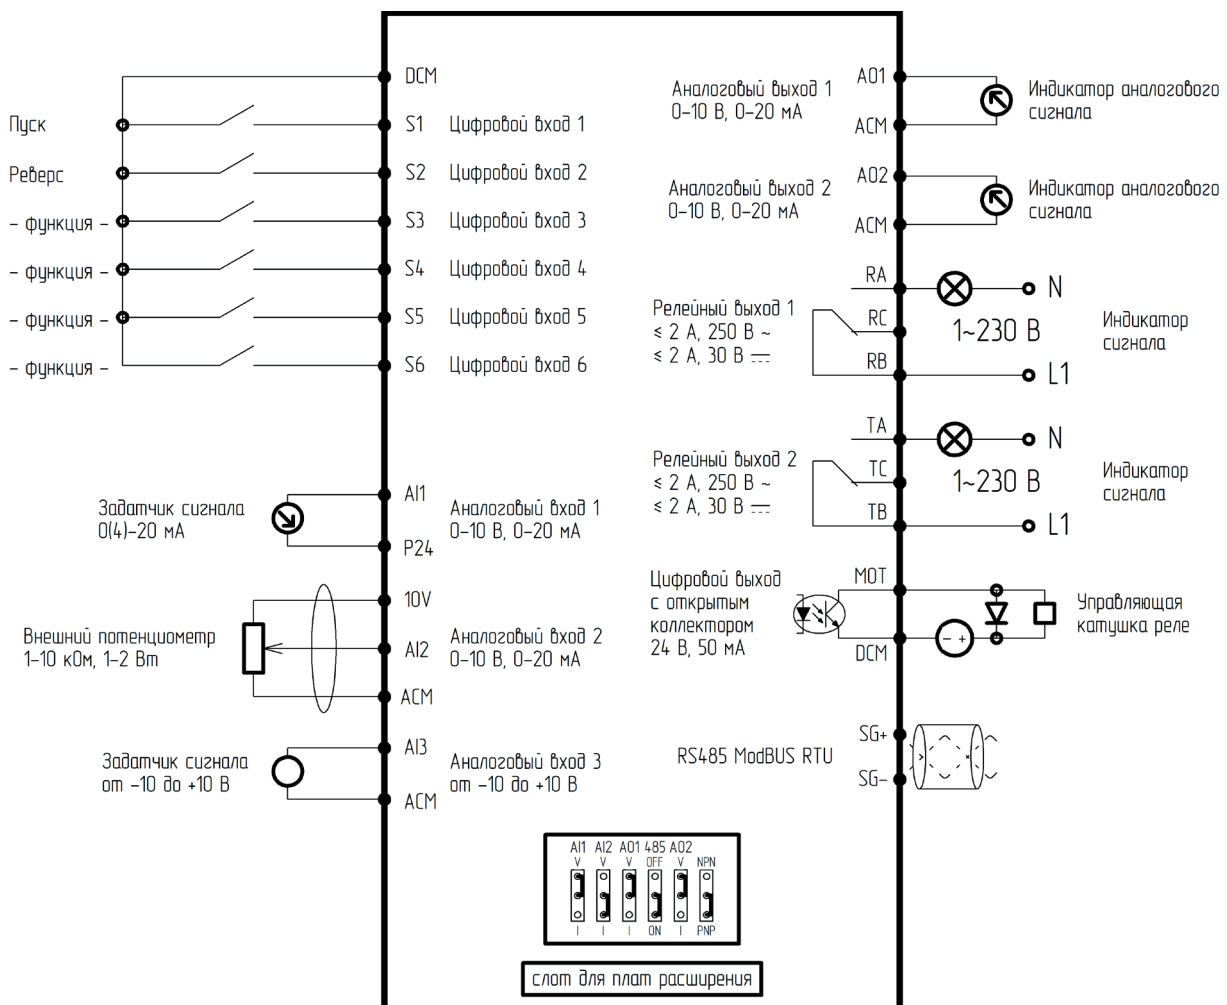 DCM
Пуск
S1 Цифровой вход 1
Реверс
S2 Цифровой вход 2
- функция -
S3 Цифровой вход 3
- функция -
S4 Цифровой вход 4
- функция -
S5 Цифровой вход 5
- функция -
S6 Цифровой вход 6
Задатчик сигнала
0(4)-20 мА
AI1
P24
Аналоговый вход 1
0-10 В, 0-20 мА
Внешний потенциометр
1-10 кОм, 1-2 Вт
10V
AI2
ACM
Аналоговый вход 2
0-10 В, 0-20 мА
Задатчик сигнала
от -10 до +10 В
AI3
ACM
Аналоговый вход 3
от -10 до +10 В
Аналоговый выход 1
0-10 В, 0-20 мА
AO1
ACM
Индикатор аналогового
сигнала
Аналоговый выход 2
0-10 В, 0-20 мА
AO2
ACM
Индикатор аналогового
сигнала
Релейный выход 1
≤ 2 А, 250 В ~
≤ 2 А, 30 В ⎓
RA
RC
RB
N
1~230 В
L1
Индикатор
сигнала
Релейный выход 2
≤ 2 А, 250 В ~
≤ 2 А, 30 В ⎓
TA
TC
TB
N
1~230 В
L1
Индикатор
сигнала
Цифровой выход
с открытым
коллектором
24 В, 50 мА
MOT
DCM
- +
Управляющая
катушка реле
RS485 ModBUS RTU
SG+
SG-
AI1 AI2 AO1 485 AO2
V V V OFF V NPN
I I I ON I PNP
слот для плат расширения